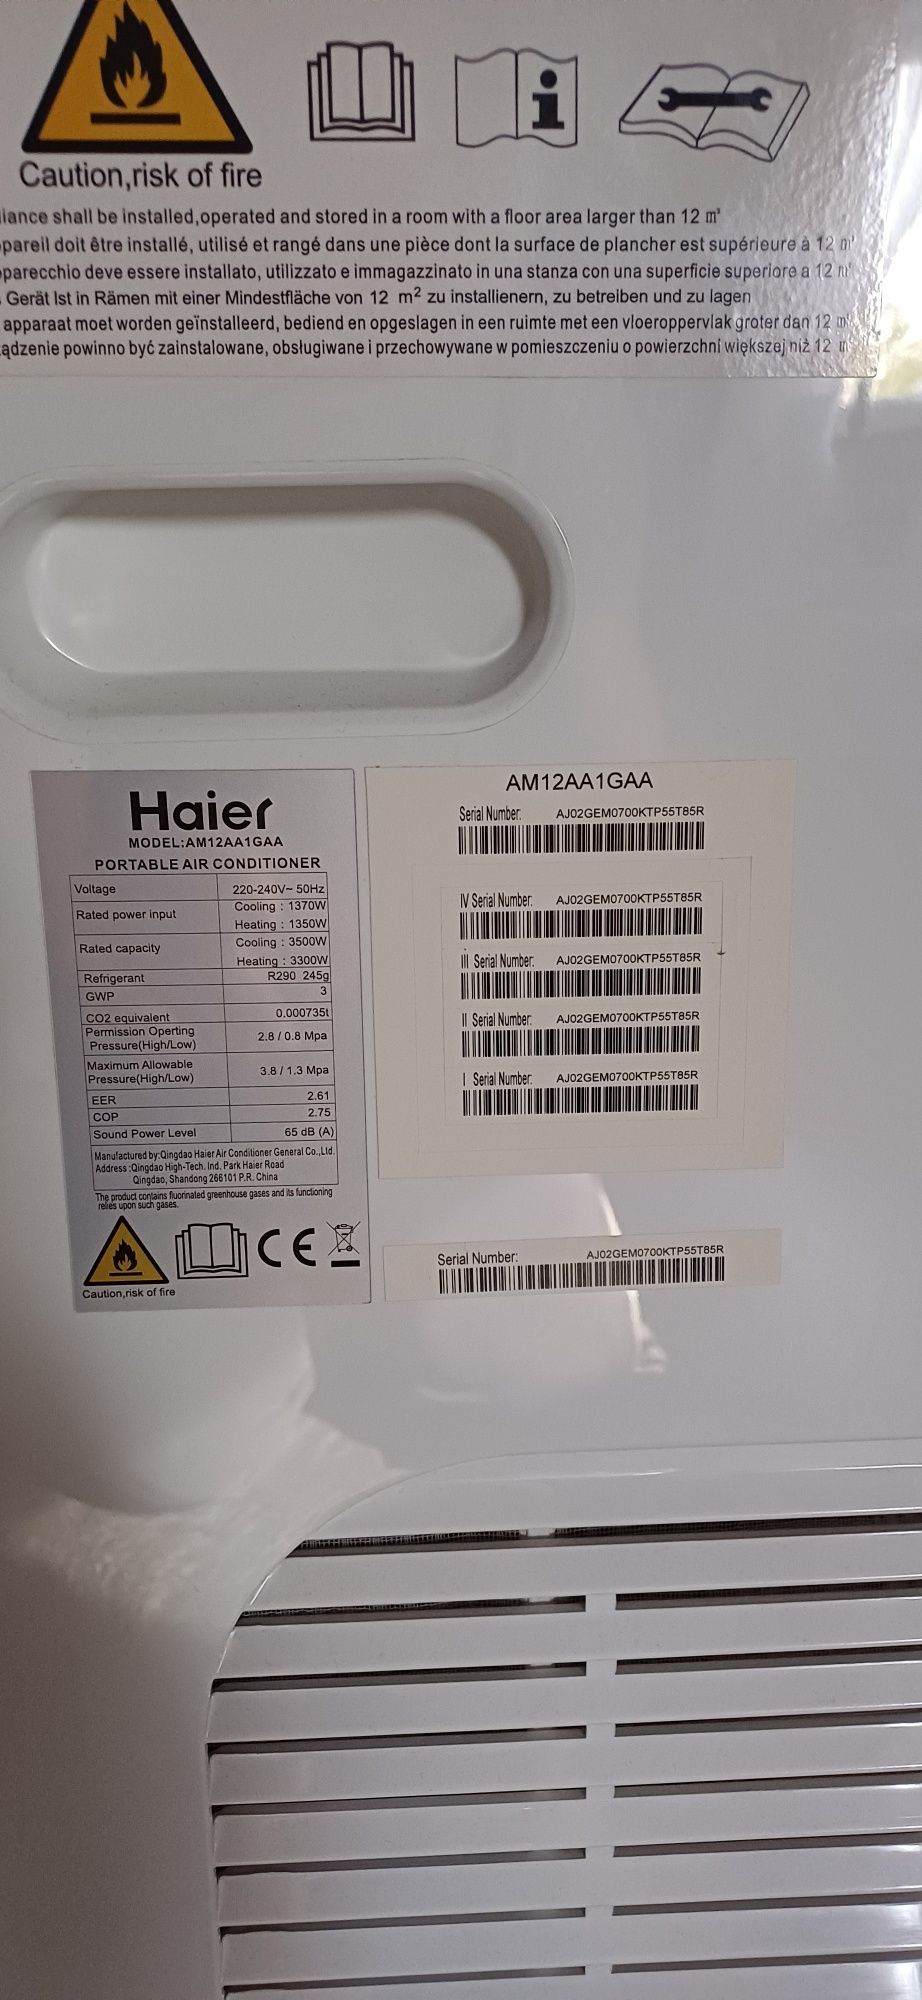 Caution,risk of fire
liance shall be installed,operated and stored in a room with a floor area larger than 12 m²
pareil doit être installé, utilisé et rangé dans une pièce dont la surface de plancher est supérieure à 12 m²
parecchio deve essere installato, utilizzato e immagazzinato in una stanza con una superficie superiore a 12 m²
Gerät Ist in Rämen mit einer Mindestfläche von 12 m² zu installienern, zu betreiben und zu lagen
apparaat moet worden geïnstalleerd, bediend en opgeslagen in een ruimte met een vloeroppervlak groter dan 12 m²
ądzenie powinno być zainstalowane, obsługiwane i przechowywane w pomieszczeniu o powierzchni większej niż 12 m
Haier
MODEL:AM12AA1GAA
PORTABLE AIR CONDITIONER
Voltage 220-240V~ 50Hz
Rated power input Cooling : 1370W
Heating : 1350W
Rated capacity Cooling : 3500W
Heating : 3300W
Refrigerant R290 245g
GWP 3
CO2 equivalent 0.000735t
Permission Operting
Pressure(High/Low) 2.8 / 0.8 Mpa
Maximum Allowable
Pressure(High/Low) 3.8 / 1.3 Mpa
EER 2.61
COP 2.75
Sound Power Level 65 dB (A)
Manufactured by:Qingdao Haier Air Conditioner General Co.,Ltd.
Address :Qingdao High-Tech. Ind. Park Haier Road
Qingdao, Shandong 266101 P.R. China
The product contains fluorinated greenhouse gases and its functioning
relies upon such gases.
CE
Caution,risk of fire
AM12AA1GAA
Serial Number: AJ02GEM0700KTP55T85R
IV Serial Number: AJ02GEM0700KTP55T85R
III Serial Number: AJ02GEM0700KTP55T85R
II Serial Number: AJ02GEM0700KTP55T85R
I Serial Number: AJ02GEM0700KTP55T85R
Serial Number: AJ02GEM0700KTP55T85R